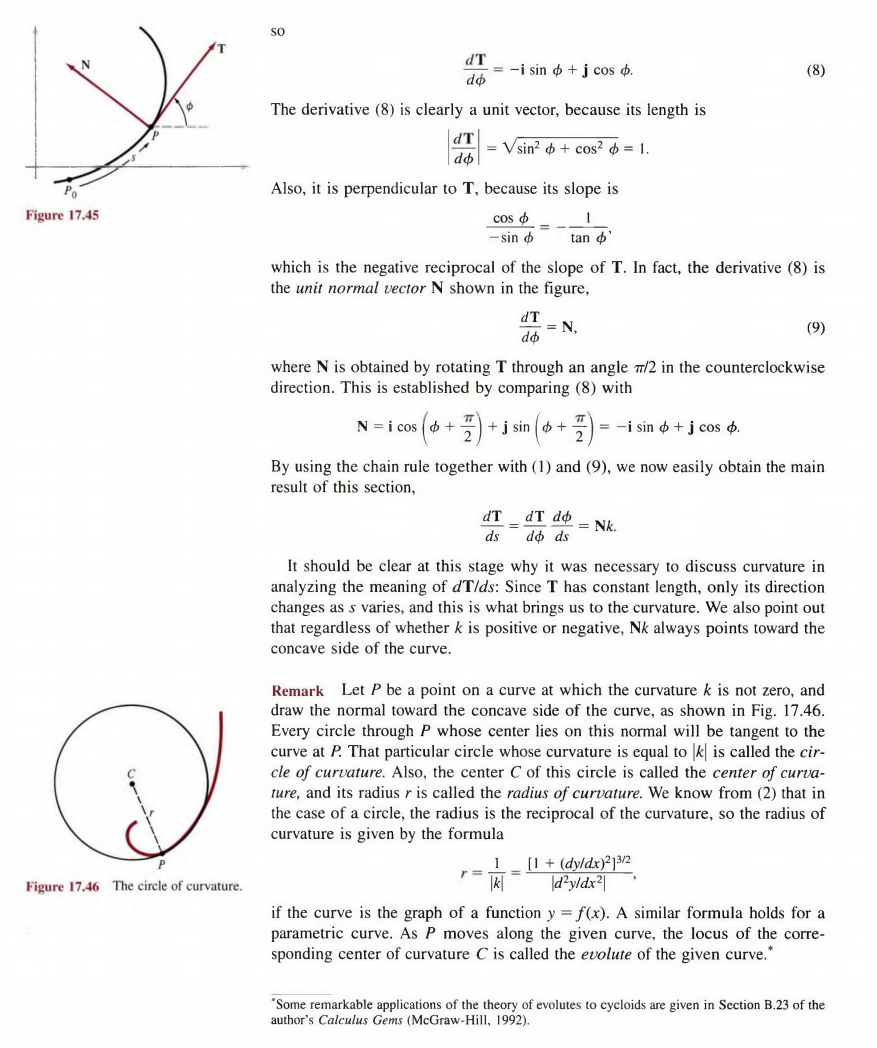 so
dT/dϕ = −i sin ϕ + j cos ϕ. (8)
The derivative (8) is clearly a unit vector, because its length is
|dT/dϕ| = √(sin² ϕ + cos² ϕ) = 1.
Also, it is perpendicular to T, because its slope is
cos ϕ/−sin ϕ = −1/tan ϕ,
which is the negative reciprocal of the slope of T. In fact, the derivative (8) is
the unit normal vector N shown in the figure,
dT/dϕ = N, (9)
where N is obtained by rotating T through an angle π/2 in the counterclockwise
direction. This is established by comparing (8) with
N = i cos (ϕ + π/2) + j sin (ϕ + π/2) = −i sin ϕ + j cos ϕ.
By using the chain rule together with (1) and (9), we now easily obtain the main
result of this section,
dT/ds = dT/dϕ dϕ/ds = Nk.
It should be clear at this stage why it was necessary to discuss curvature in
analyzing the meaning of dT/ds: Since T has constant length, only its direction
changes as s varies, and this is what brings us to the curvature. We also point out
that regardless of whether k is positive or negative, Nk always points toward the
concave side of the curve.
Remark Let P be a point on a curve at which the curvature k is not zero, and
draw the normal toward the concave side of the curve, as shown in Fig. 17.46.
Every circle through P whose center lies on this normal will be tangent to the
curve at P. That particular circle whose curvature is equal to |k| is called the cir-
cle of curvature. Also, the center C of this circle is called the center of curva-
ture, and its radius r is called the radius of curvature. We know from (2) that in
the case of a circle, the radius is the reciprocal of the curvature, so the radius of
curvature is given by the formula
r = 1/|k| = [1 + (dy/dx)²]^3/2 / |d²y/dx²|,
if the curve is the graph of a function y = f(x). A similar formula holds for a
parametric curve. As P moves along the given curve, the locus of the corre-
sponding center of curvature C is called the evolute of the given curve.*
*Some remarkable applications of the theory of evolutes to cycloids are given in Section B.23 of the
author's Calculus Gems (McGraw-Hill, 1992).
N
T
ϕ
P
s
P₀
Figure 17.45
C
r
P
Figure 17.46 The circle of curvature.